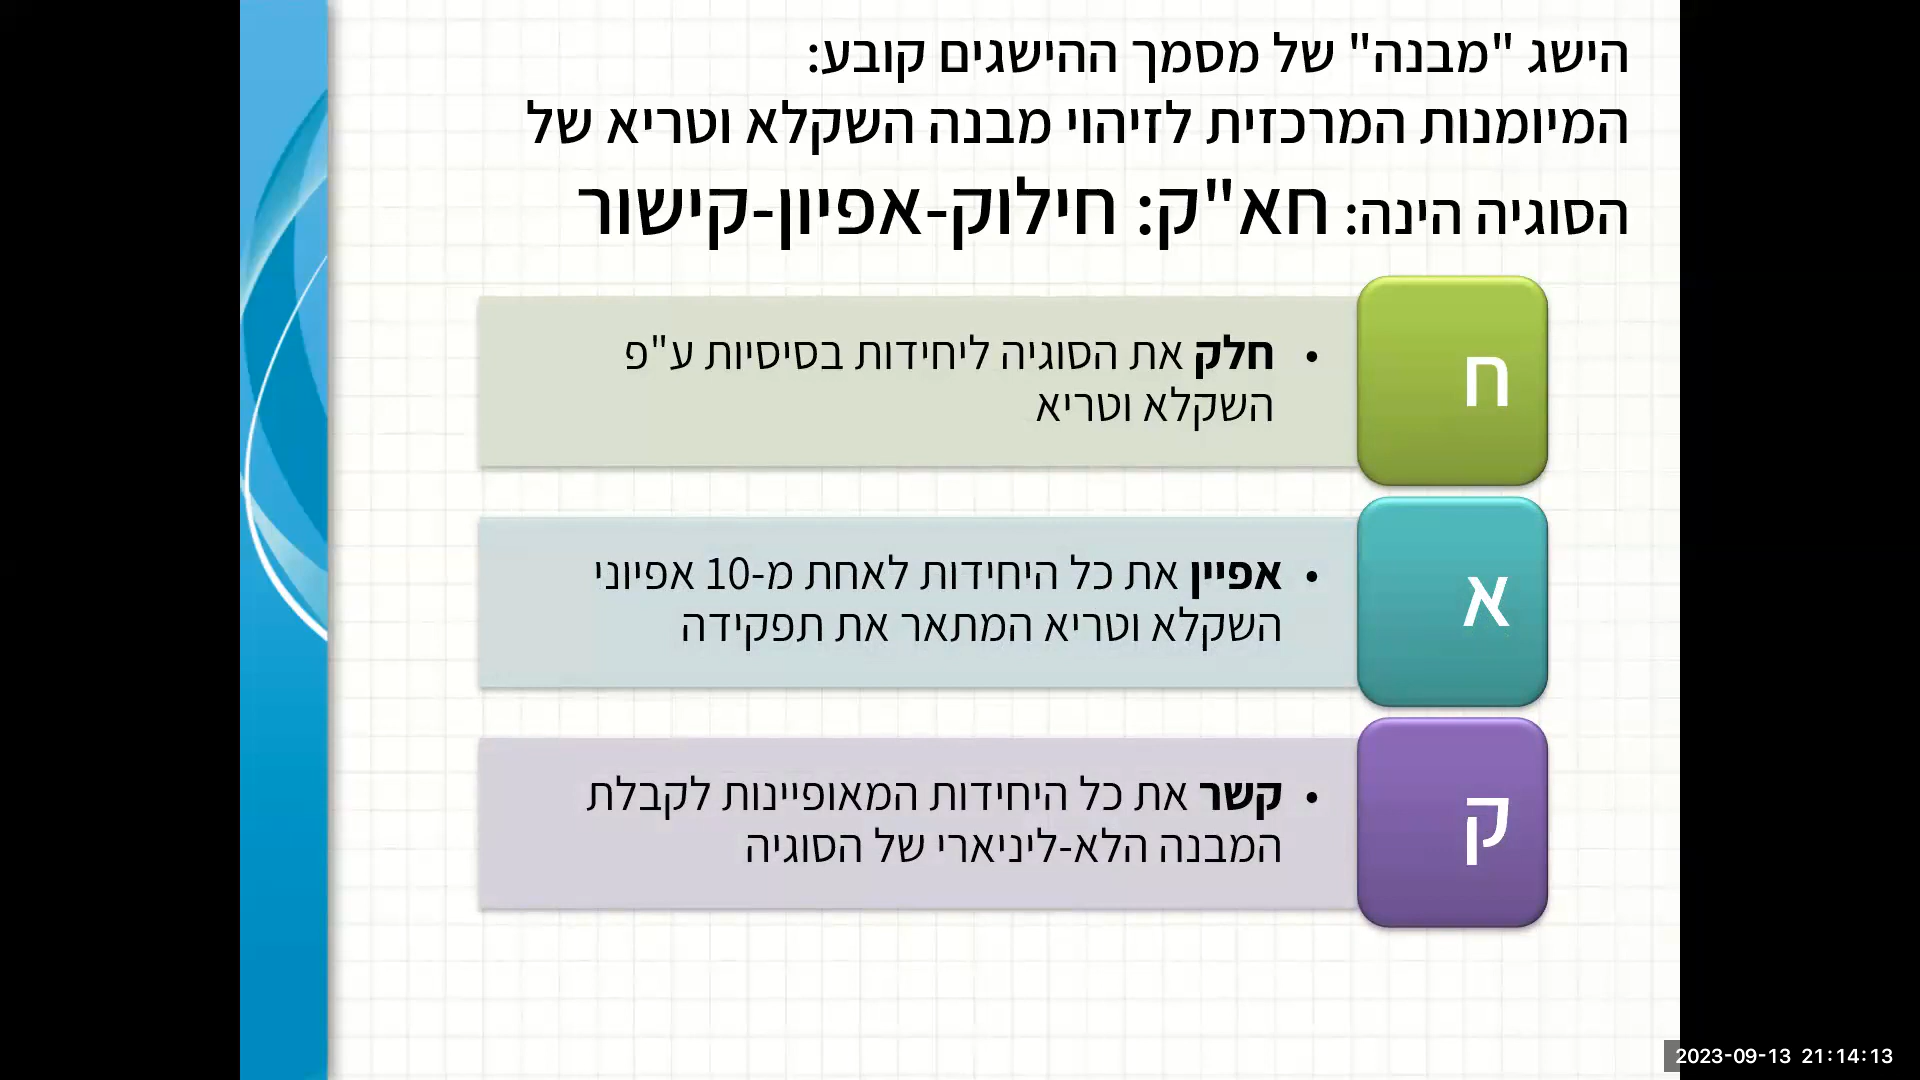 הישג "מבנה" של מסמך ההישגים קובע:
המיומנות המרכזית לזיהוי מבנה השקלא וטריא של
הסוגיה הינה: חא"ק: חילוק-אפיון-קישור
ח
• חלק את הסוגיה ליחידות בסיסיות ע"פ
השקלא וטריא
א
• אפיין את כל היחידות לאחת מ-10 אפיוני
השקלא וטריא המתאר את תפקידה
ק
• קשר את כל היחידות המאופיינות לקבלת
המבנה הלא-ליניארי של הסוגיה
2023-09-13 21:14:13